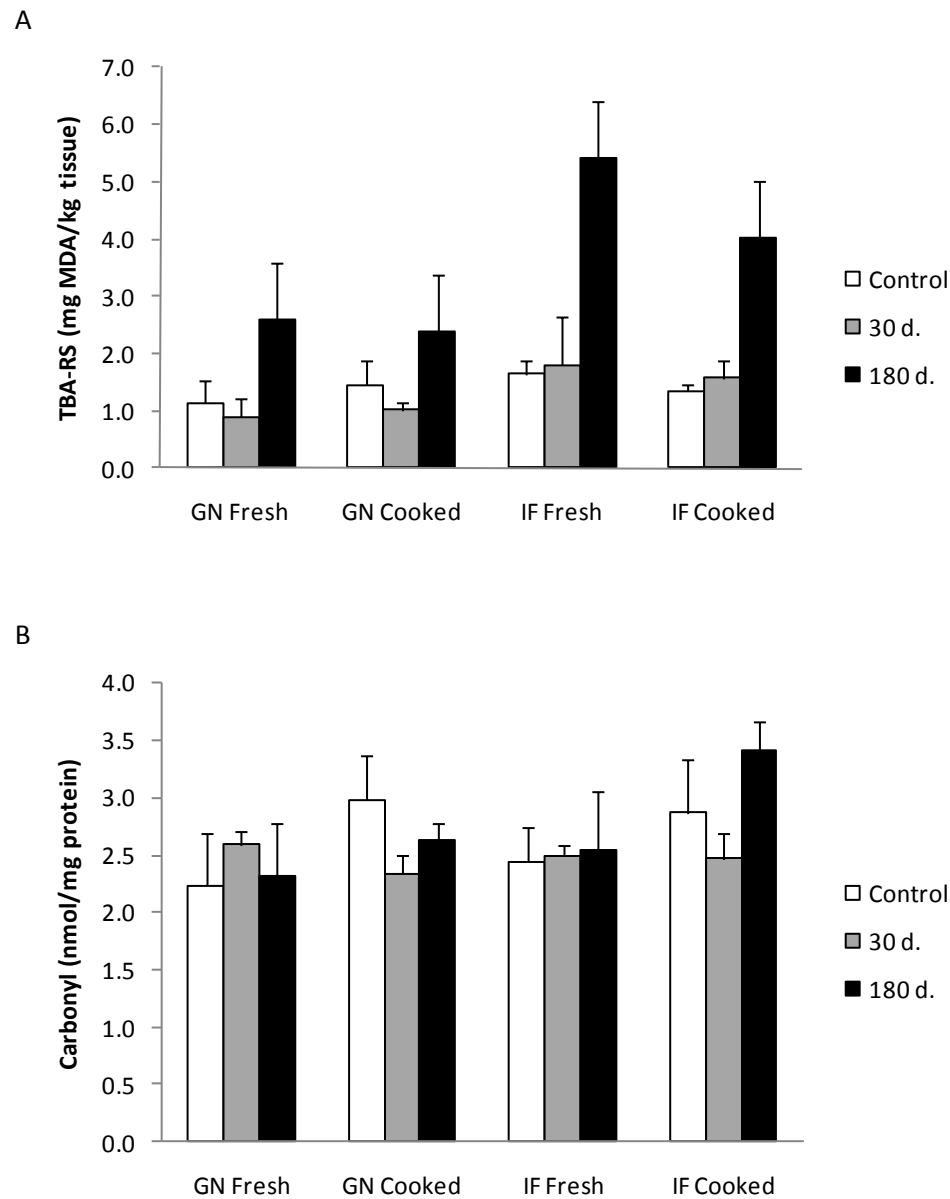 A
TBA-RS (mg MDA/kg tissue)
7.0
6.0
5.0
4.0
3.0
2.0
1.0
0.0
GN Fresh GN Cooked IF Fresh IF Cooked
Control
30 d.
180 d.
B
Carbonyl (nmol/mg protein)
4.0
3.5
3.0
2.5
2.0
1.5
1.0
0.5
0.0
GN Fresh GN Cooked IF Fresh IF Cooked
Control
30 d.
180 d.